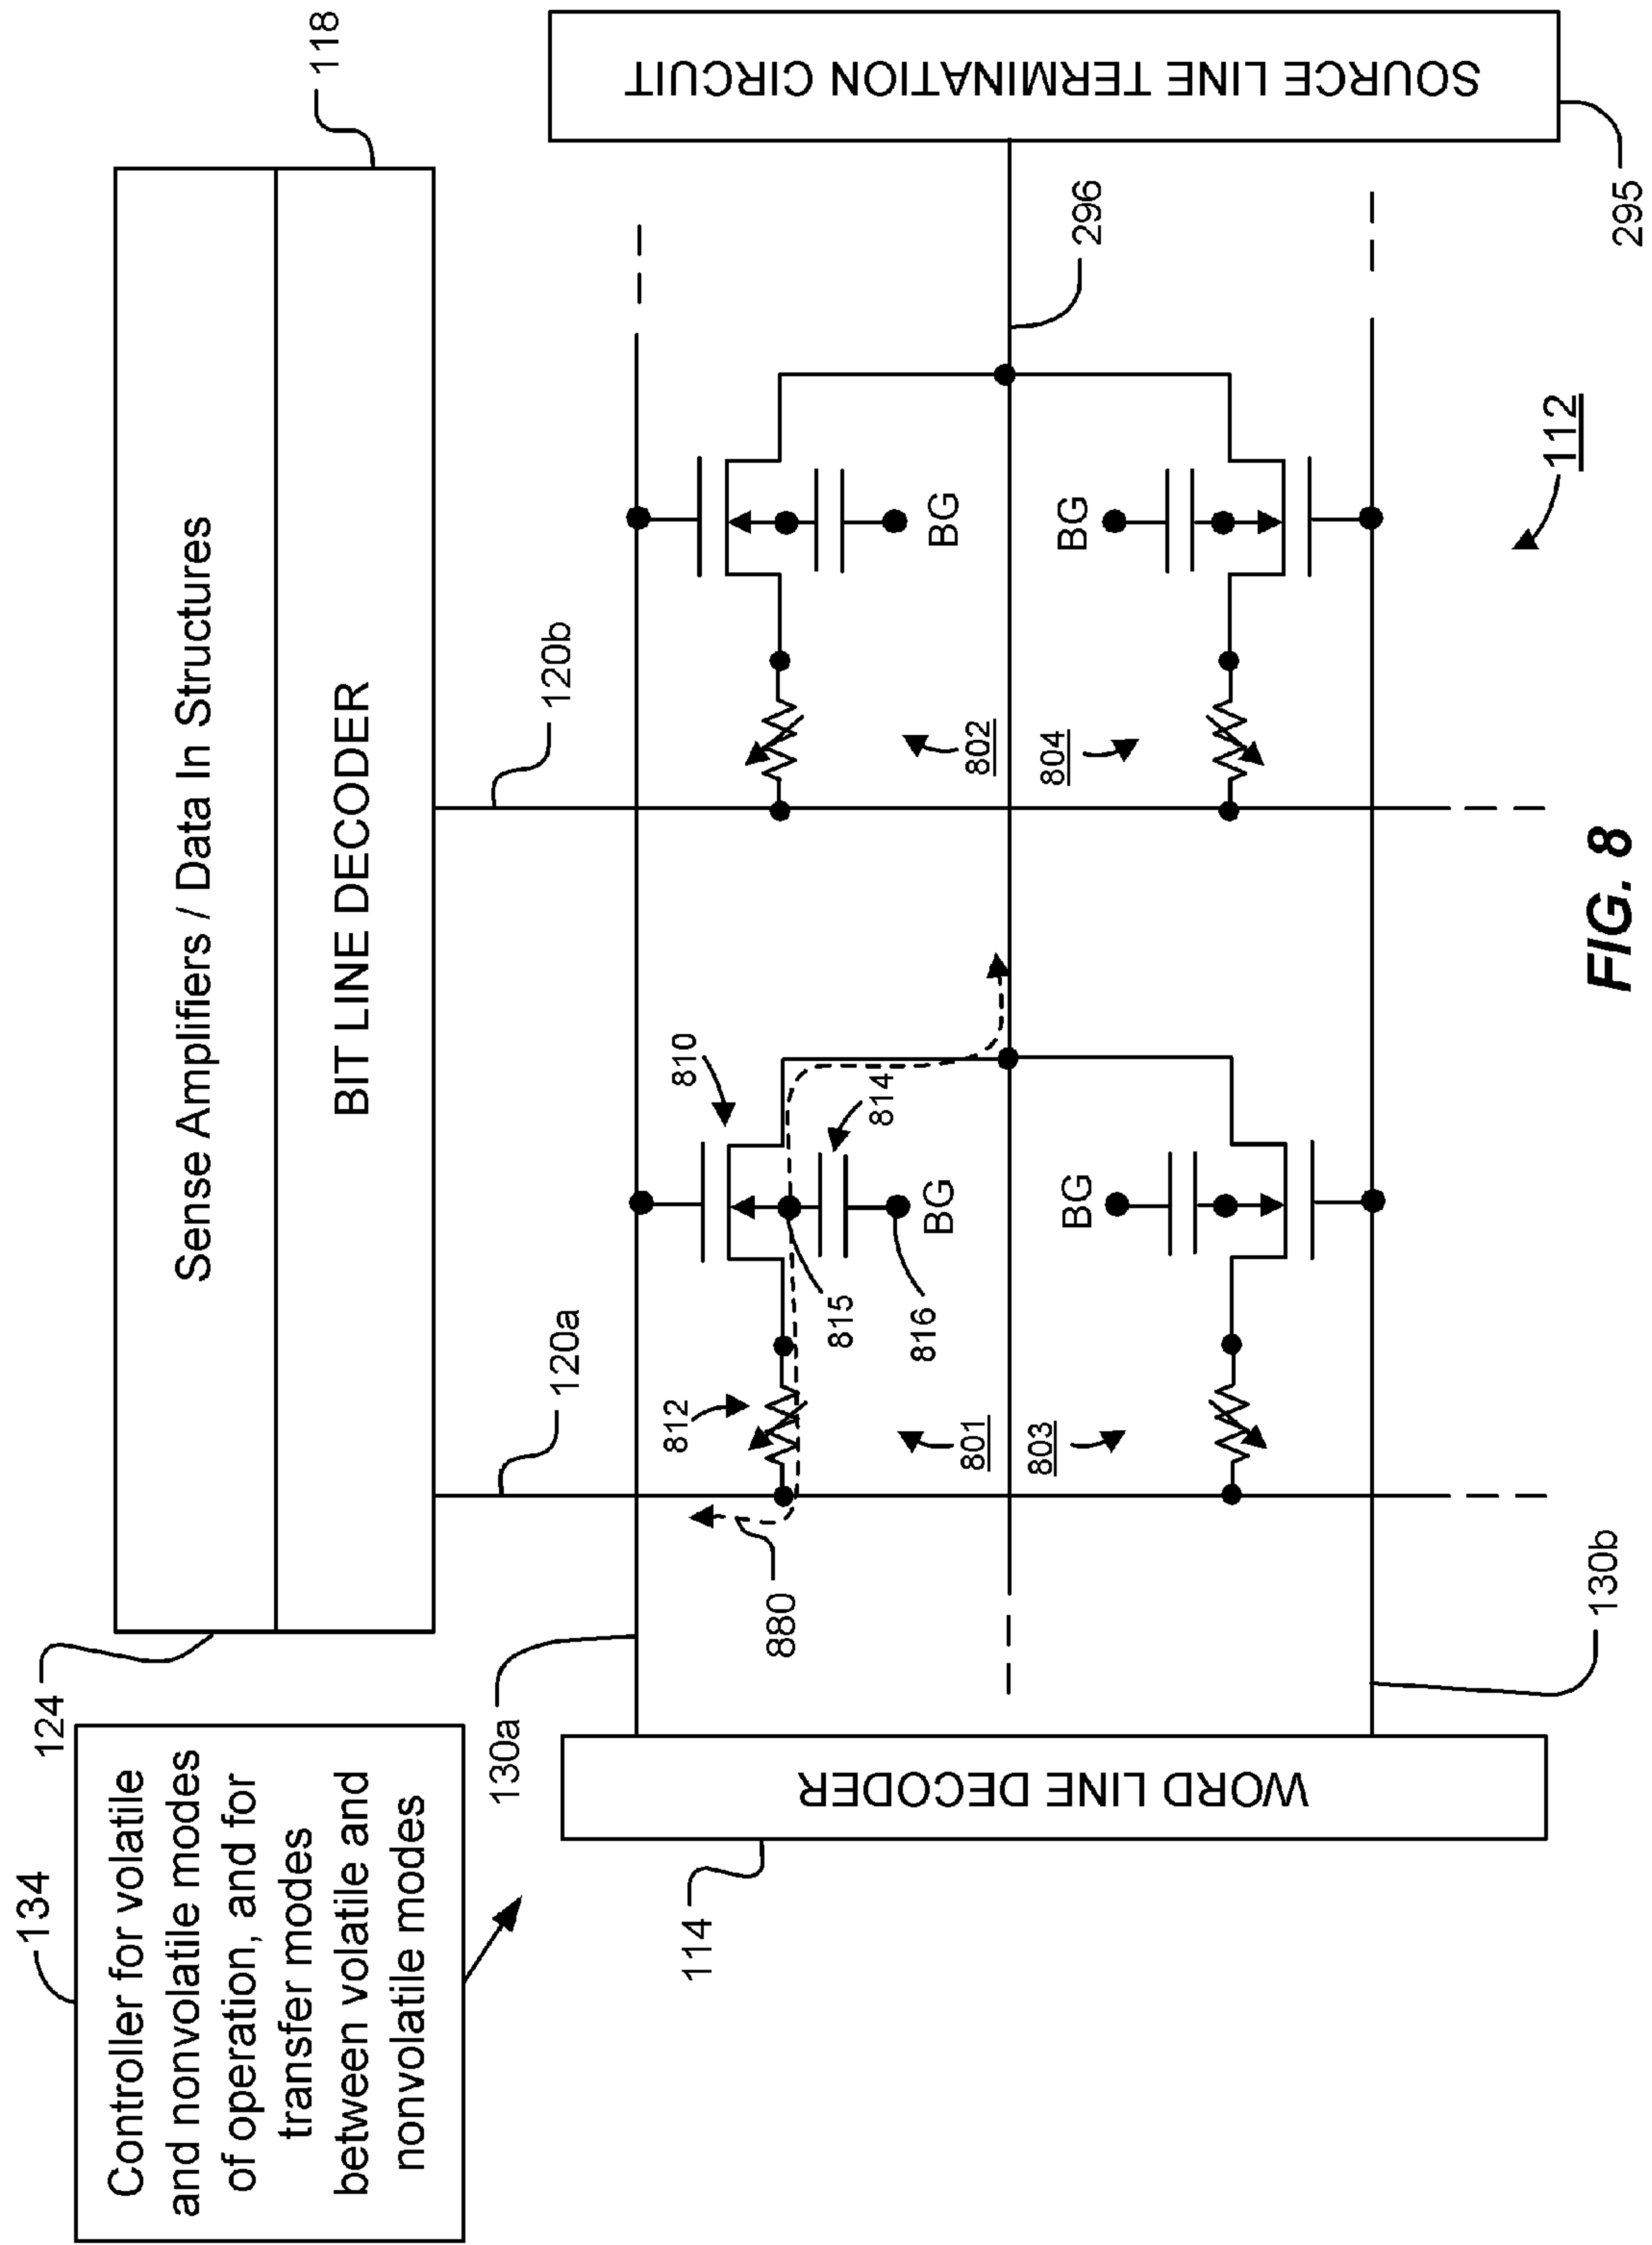 134
Controller for volatile
and nonvolatile modes
of operation, and for
transfer modes
between volatile and
nonvolatile modes
124
Sense Amplifiers / Data In Structures
BIT LINE DECODER
118
130a
120a
120b
114
WORD LINE DECODER
SOURCE LINE TERMINATION CIRCUIT
295
296
880
812
810
815
814
816
BG
BG
801
802
803
804
BG
BG
130b
112
FIG. 8